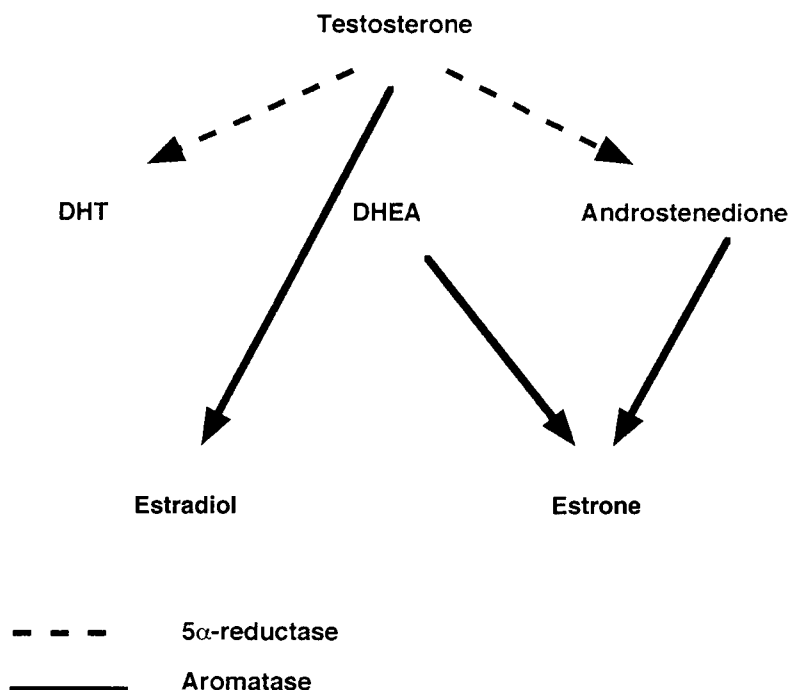 Testosterone
DHT
DHEA
Androstenedione
Estradiol
Estrone
5α-reductase
Aromatase